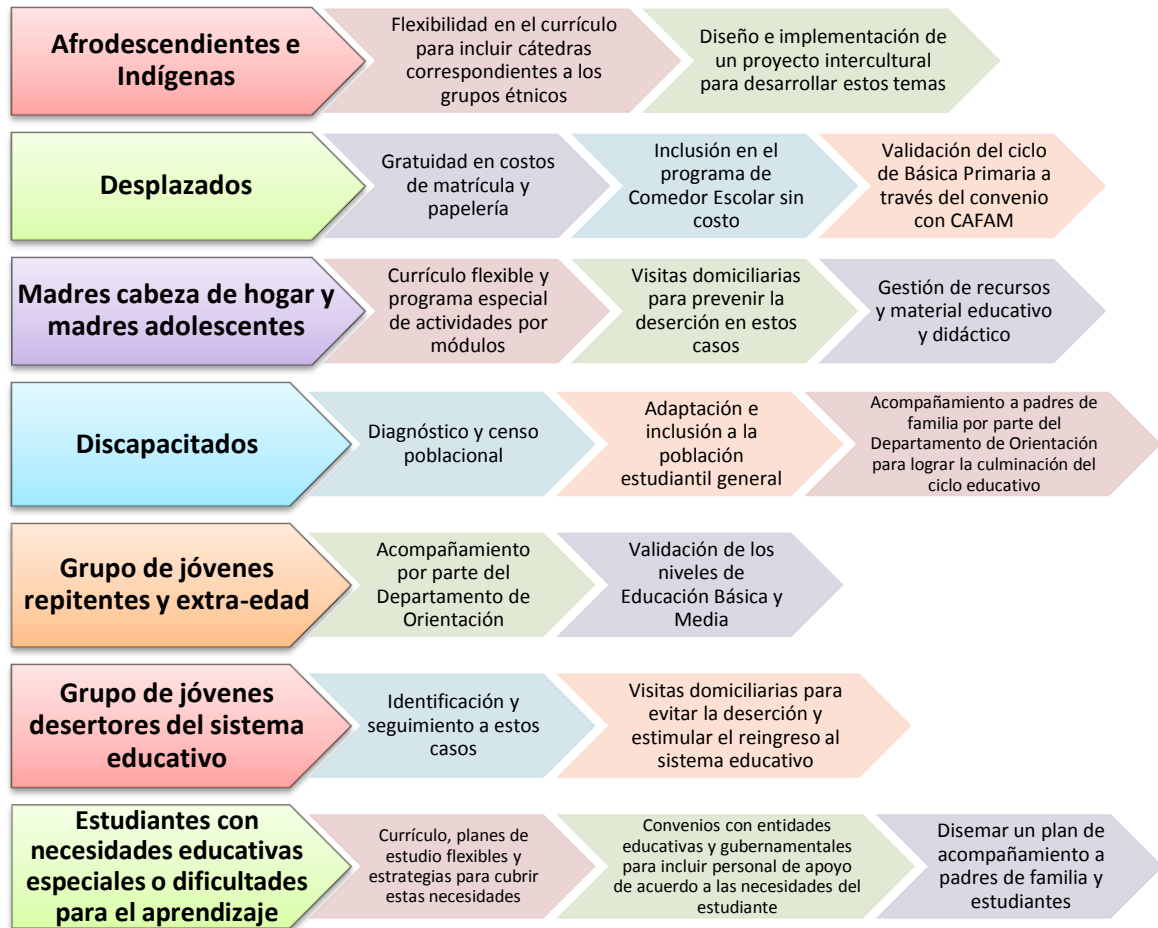 Afrodescendientes e
Indígenas
Flexibilidad en el currículo
para incluir cátedras
correspondientes a los
grupos étnicos
Diseño e implementación de
un proyecto intercultural
para desarrollar estos temas
Desplazados
Gratuidad en costos
de matrícula y
papelería
Inclusión en el
programa de
Comedor Escolar sin
costo
Validación del ciclo
de Básica Primaria a
través del convenio
con CAFAM
Madres cabeza de hogar y
madres adolescentes
Currículo flexible y
programa especial
de actividades por
módulos
Visitas domiciliarias
para prevenir la
deserción en estos
casos
Gestión de recursos
y material educativo
y didáctico
Discapacitados
Diagnóstico y censo
poblacional
Adaptación e
inclusión a la
población
estudiantil general
Acompañamiento a padres de
familia por parte del
Departamento de Orientación
para lograr la culminación del
ciclo educativo
Grupo de jóvenes
repitentes y extra-edad
Acompañamiento
por parte del
Departamento de
Orientación
Validación de los
niveles de
Educación Básica y
Media
Grupo de jóvenes
desertores del sistema
educativo
Identificación y
seguimiento a estos
casos
Visitas domiciliarias para
evitar la deserción y
estimular el reingreso al
sistema educativo
Estudiantes con
necesidades educativas
especiales o dificultades
para el aprendizaje
Currículo, planes de
estudio flexibles y
estrategias para cubrir
estas necesidades
Convenios con entidades
educativas y gubernamentales
para incluir personal de apoyo
de acuerdo a las necesidades del
estudiante
Disemar un plan de
acompañamiento a
padres de familia y
estudiantes